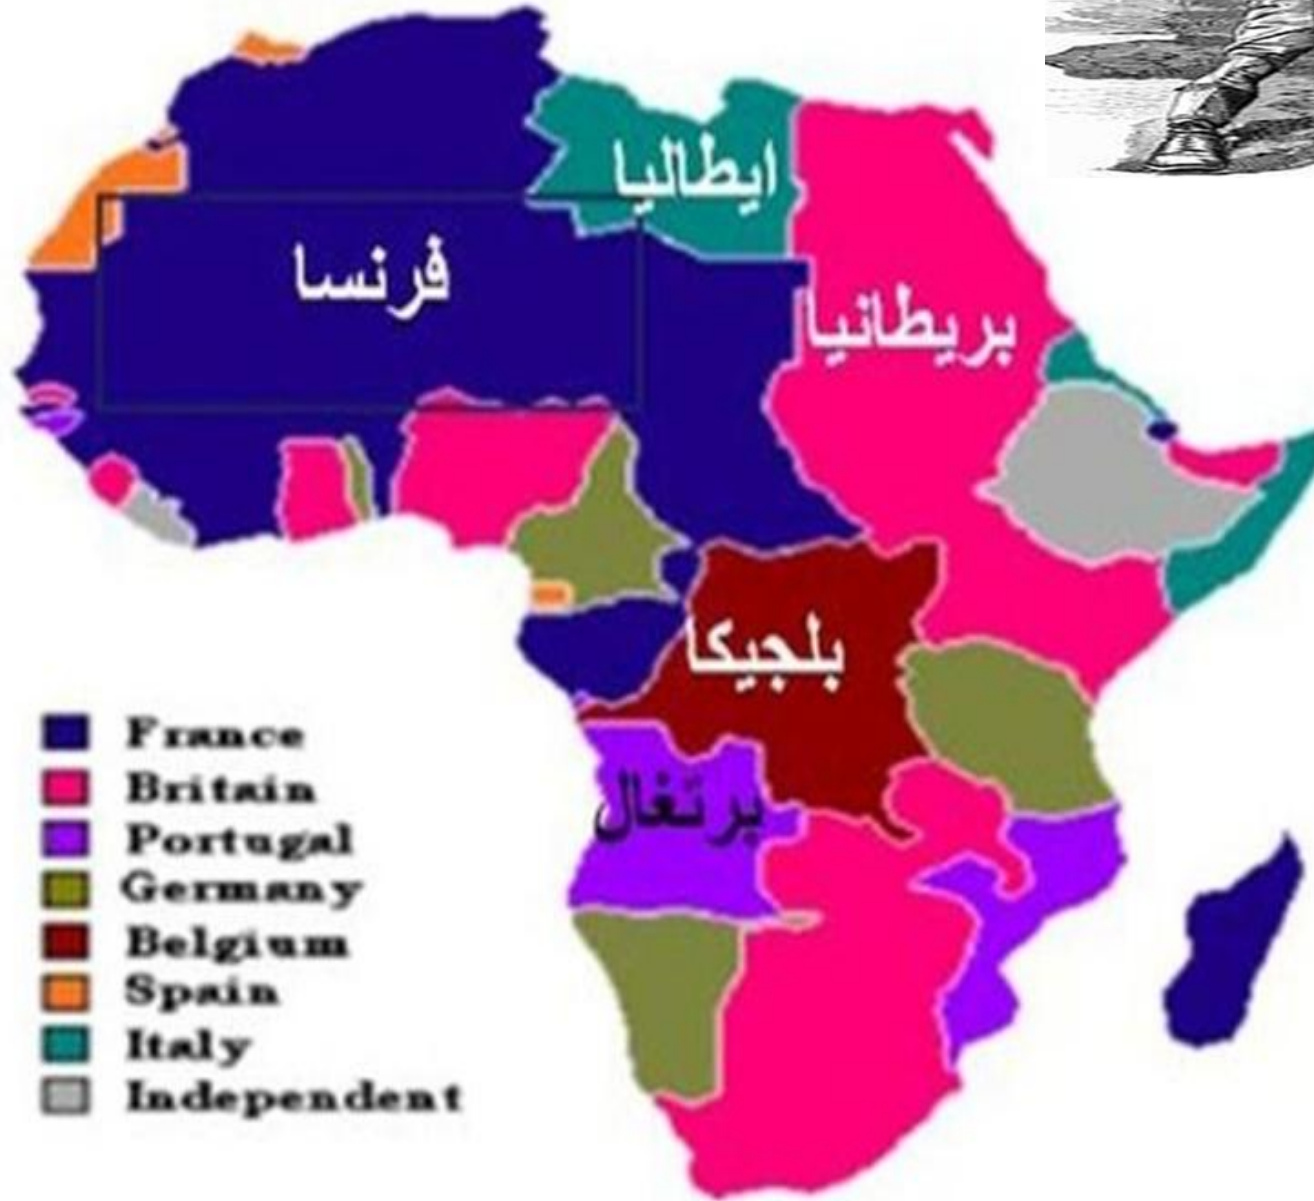 ايطاليا
فرنسا
بريطانيا
بلجيكا
برتغال
France
Britain
Portugal
Germany
Belgium
Spain
Italy
Independent